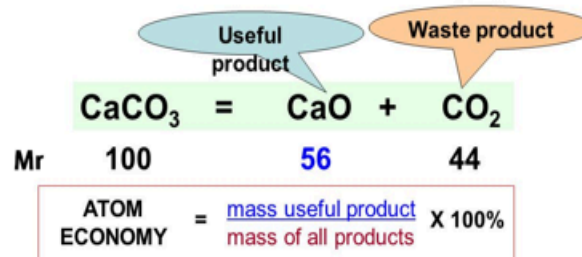 Useful product
Waste product
CaCO₃ = CaO + CO₂
Mr 100 56 44
ATOM ECONOMY = mass useful product / mass of all products X 100%